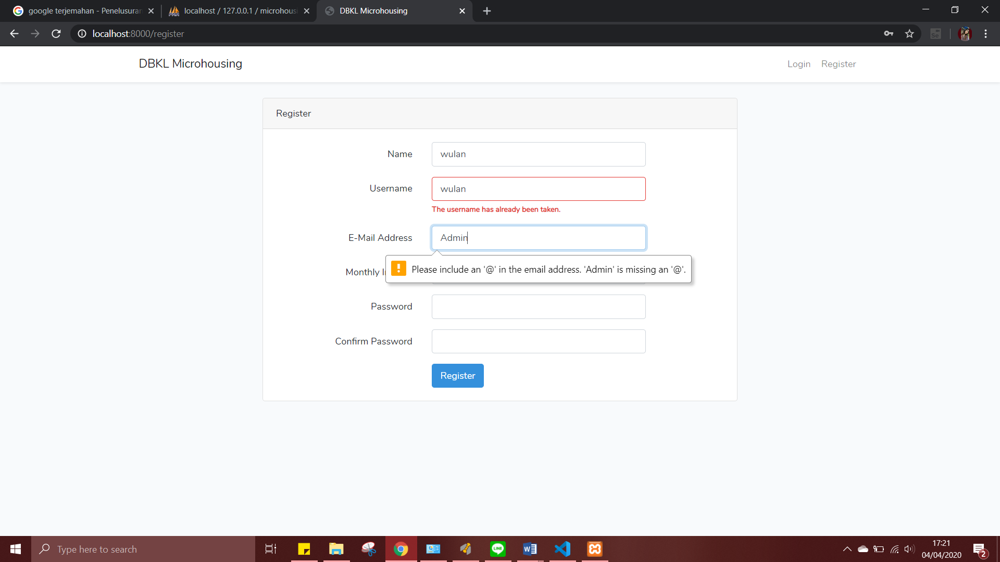 google terjemahan - Penelusuran
localhost / 127.0.0.1 / microhousi
DBKL Microhousing
localhost:8000/register
DBKL Microhousing
Login
Register
Register
Name
wulan
Username
wulan
The username has already been taken.
E-Mail Address
Admin
Please include an '@' in the email address. 'Admin' is missing an '@'.
Monthly
Password
Confirm Password
Register
Type here to search
LINE
17:21
04/04/2020
2